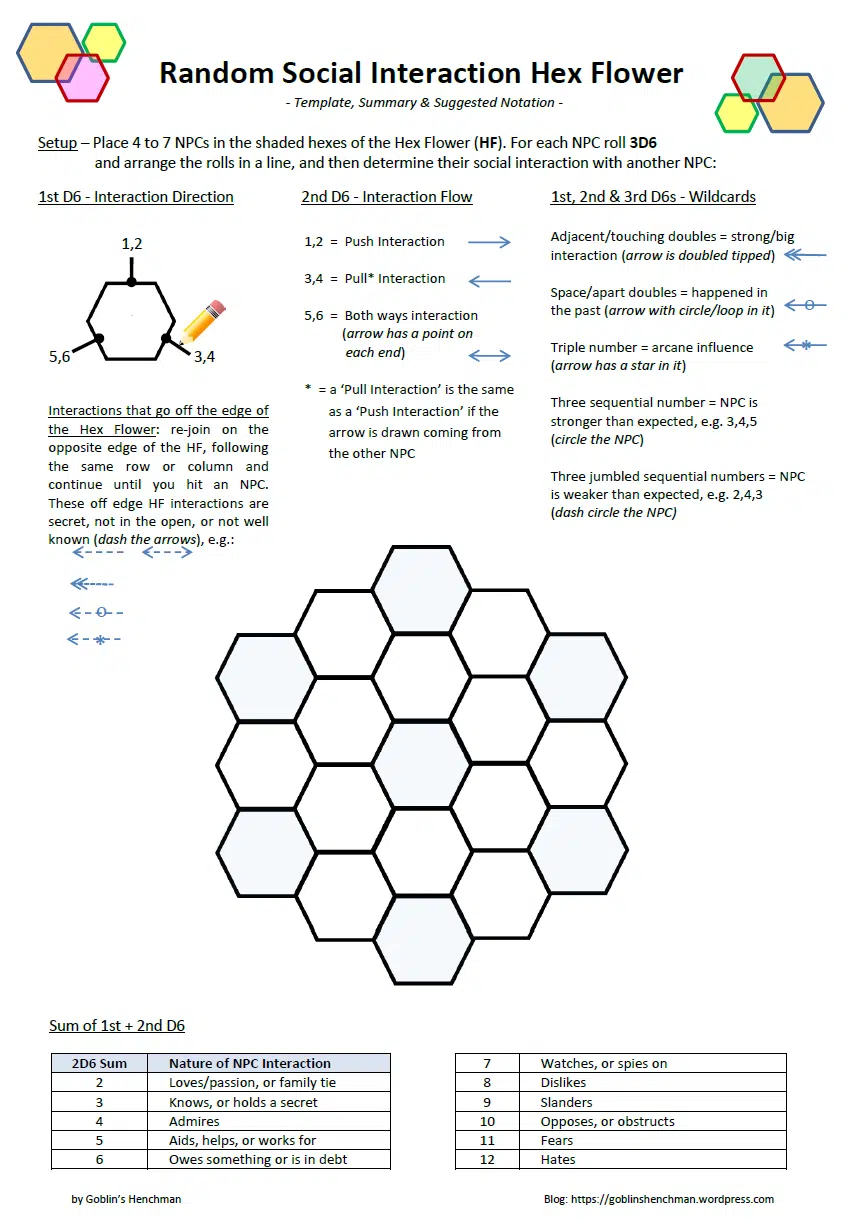 Random Social Interaction Hex Flower
- Template, Summary & Suggested Notation -
Setup – Place 4 to 7 NPCs in the shaded hexes of the Hex Flower (HF). For each NPC roll 3D6
and arrange the rolls in a line, and then determine their social interaction with another NPC:
1st D6 - Interaction Direction
1,2
5,6
3,4
Interactions that go off the edge of
the Hex Flower: re-join on the
opposite edge of the HF, following
the same row or column and
continue until you hit an NPC.
These off edge HF interactions are
secret, not in the open, or not well
known (dash the arrows), e.g.:
2nd D6 - Interaction Flow
1,2 = Push Interaction
3,4 = Pull* Interaction
5,6 = Both ways interaction
(arrow has a point on
each end)
* = a ‘Pull Interaction’ is the same
as a ‘Push Interaction’ if the
arrow is drawn coming from
the other NPC
1st, 2nd & 3rd D6s - Wildcards
Adjacent/touching doubles = strong/big
interaction (arrow is doubled tipped)
Space/apart doubles = happened in
the past (arrow with circle/loop in it)
Triple number = arcane influence
(arrow has a star in it)
Three sequential number = NPC is
stronger than expected, e.g. 3,4,5
(circle the NPC)
Three jumbled sequential numbers = NPC
is weaker than expected, e.g. 2,4,3
(dash circle the NPC)
Sum of 1st + 2nd D6
2D6 Sum Nature of NPC Interaction
2 Loves/passion, or family tie
3 Knows, or holds a secret
4 Admires
5 Aids, helps, or works for
6 Owes something or is in debt
7 Watches, or spies on
8 Dislikes
9 Slanders
10 Opposes, or obstructs
11 Fears
12 Hates
by Goblin’s Henchman
Blog: https://goblinshenchman.wordpress.com